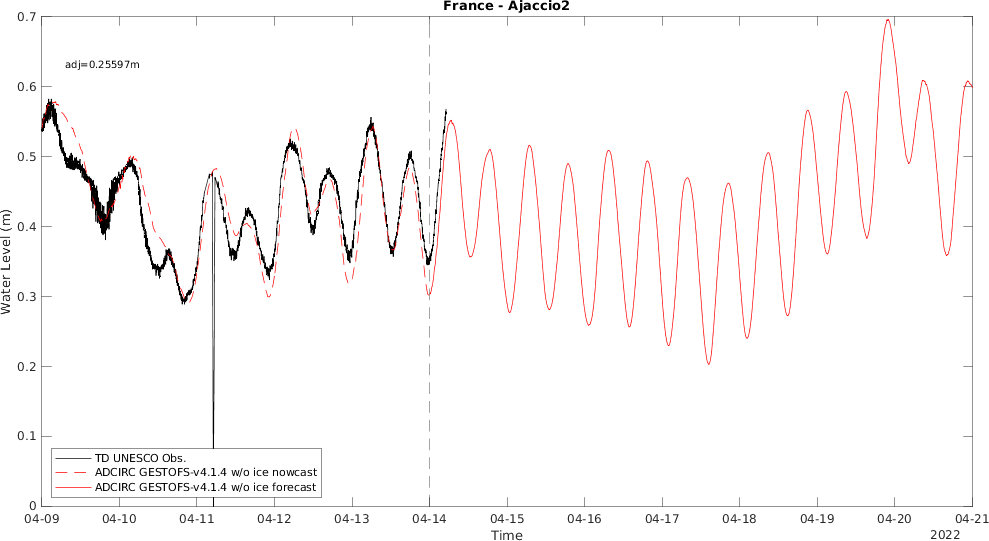 France - Ajaccio2
adj=0.25597m
Water Level (m)
0.7
0.6
0.5
0.4
0.3
0.2
0.1
0
TD UNESCO Obs.
ADCIRC GESTOFS-v4.1.4 w/o ice nowcast
ADCIRC GESTOFS-v4.1.4 w/o ice forecast
04-09 04-10 04-11 04-12 04-13 04-14 04-15 04-16 04-17 04-18 04-19 04-20 04-21
Time
2022